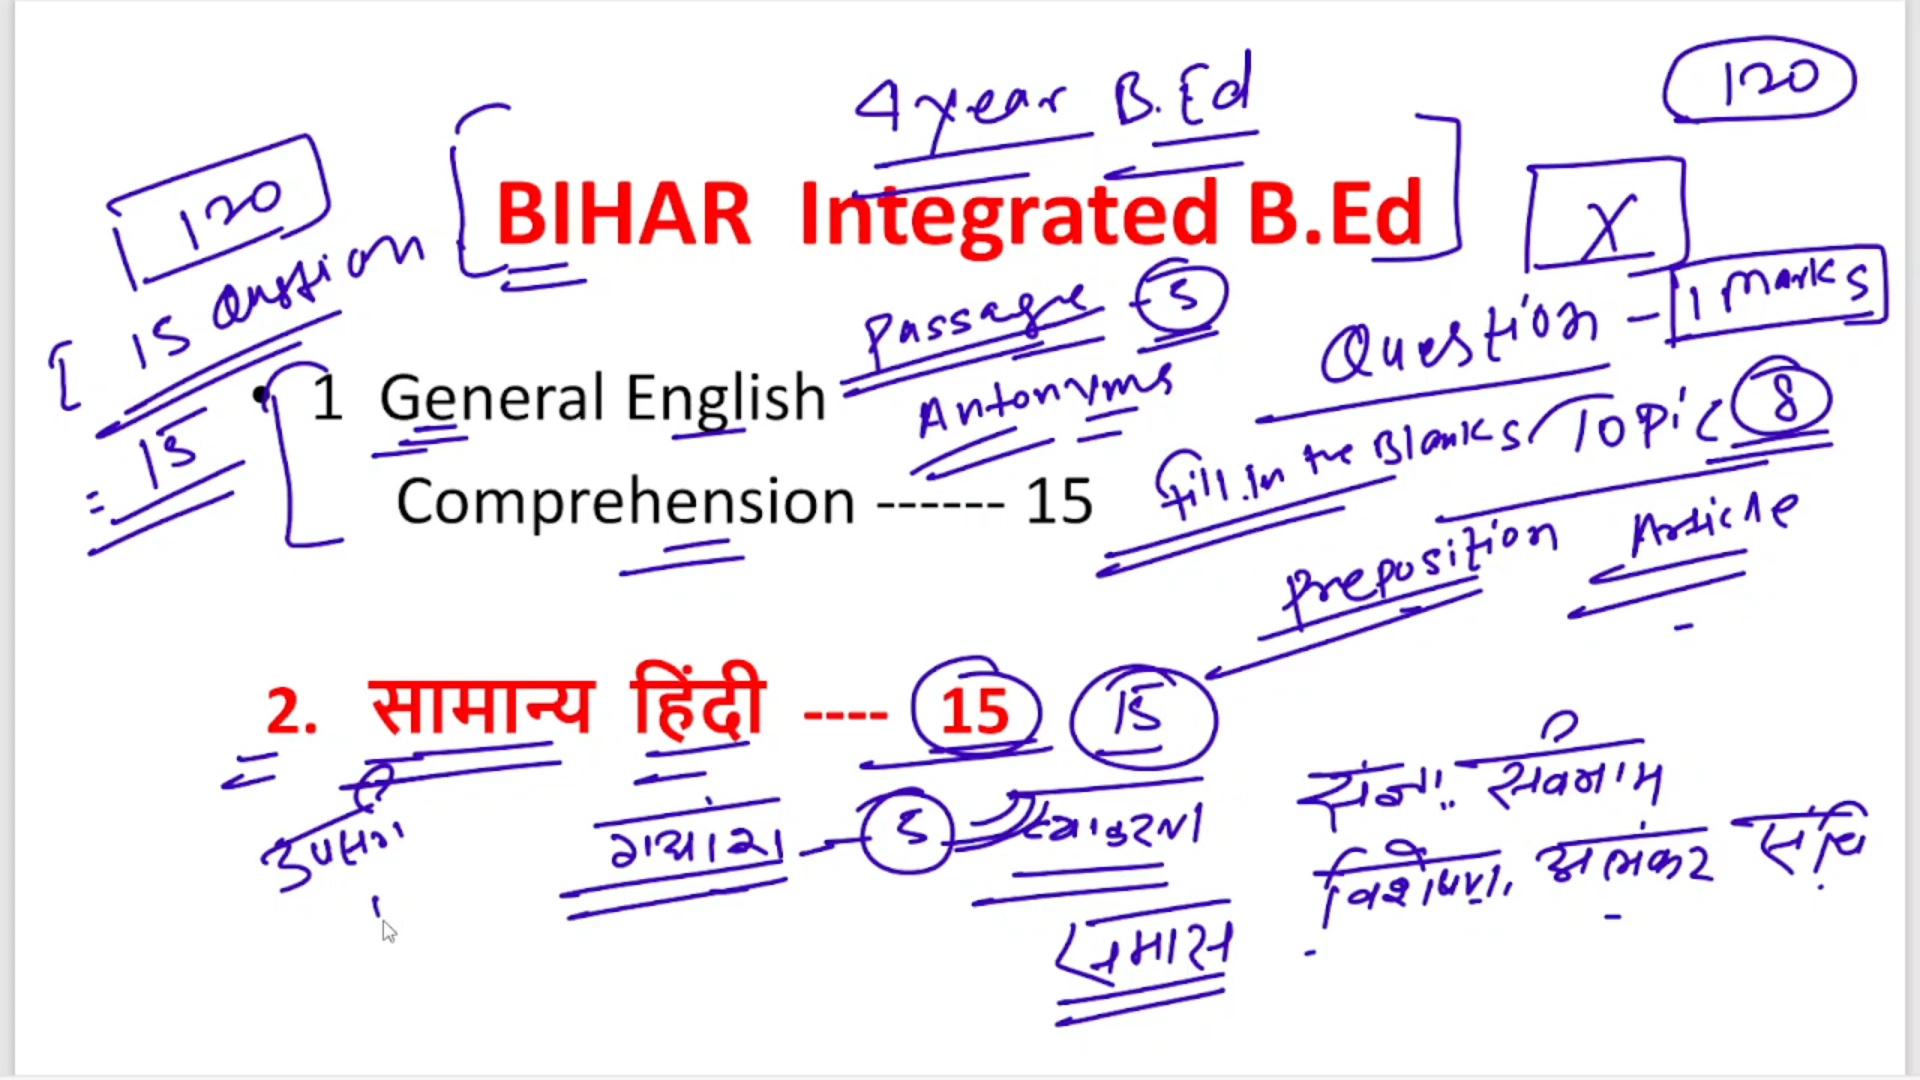 4 year B.Ed
120
120
BIHAR Integrated B.Ed
X
15 Question
Passage - 5
Question - 1 Marks
• 1 General English
Antonyms
Fill in the Blanks Topic 8
= 15
Comprehension ------ 15
Preposition Article
2. सामान्य हिंदी ---- 15 15
संज्ञा सर्वनाम
उपसर्ग गद्यांश - 5 व्याकरण
विशेषण, अलंकार संधि
समास